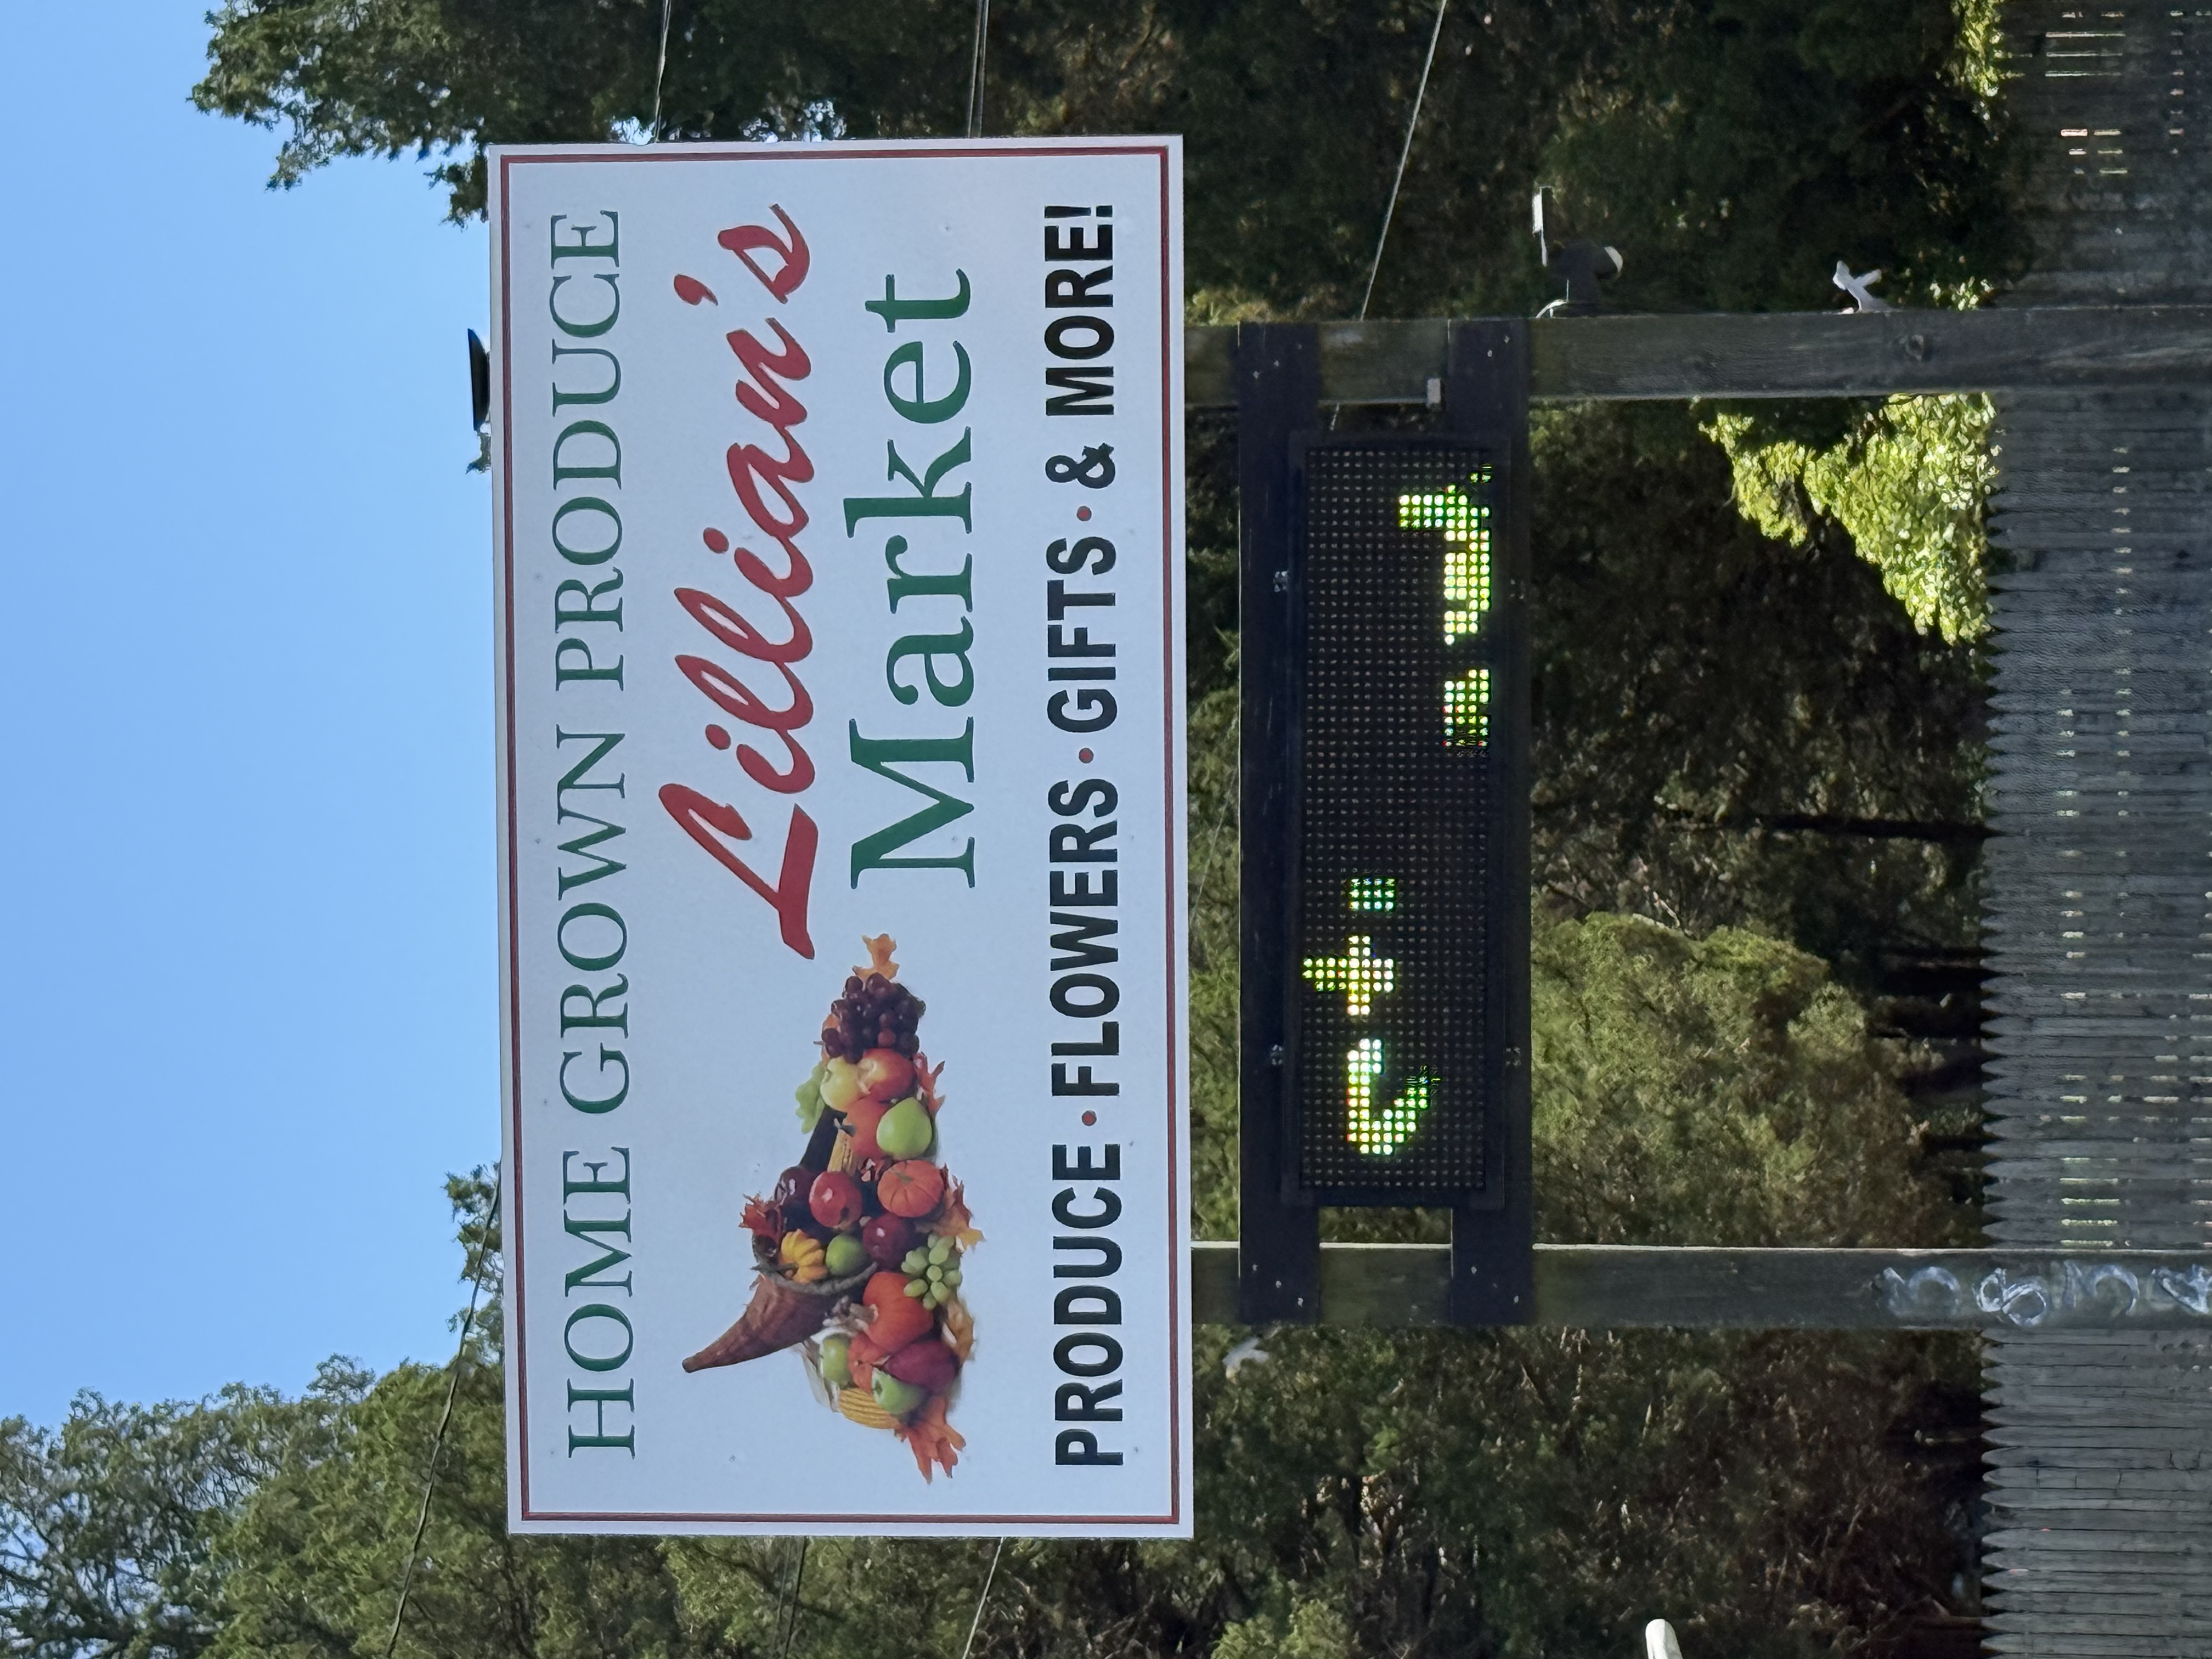 HOME GROWN PRODUCE
Lillian's
Market
PRODUCE • FLOWERS • GIFTS • & MORE!